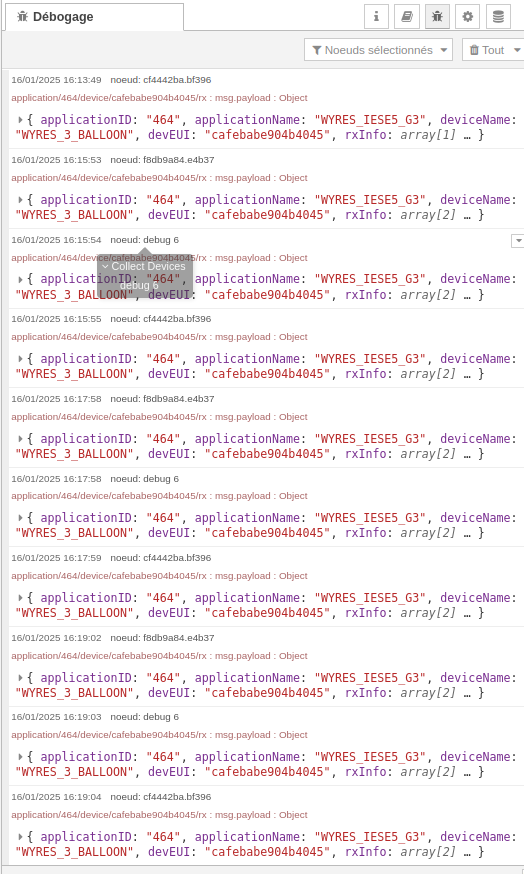 Débogage
Noeuds sélectionnés
Tout
16/01/2025 16:13:49 noeud: cf4442ba.bf396
application/464/device/cafebabe904b4045/rx : msg.payload : Object
{ applicationID: "464", applicationName: "WYRES_IESE5_G3", deviceName:
"WYRES_3_BALLOON", devEUI: "cafebabe904b4045", rxInfo: array[1] … }
16/01/2025 16:15:53 noeud: f8db9a84.e4b37
application/464/device/cafebabe904b4045/rx : msg.payload : Object
{ applicationID: "464", applicationName: "WYRES_IESE5_G3", deviceName:
"WYRES_3_BALLOON", devEUI: "cafebabe904b4045", rxInfo: array[2] … }
16/01/2025 16:15:54 noeud: debug 6
application/464/device/cafebabe904b4045/rx : msg.payload : Object
Collect Devices
{ applicationID: "464", applicationName: "WYRES_IESE5_G3", deviceName:
debug 6
"WYRES_3_BALLOON", devEUI: "cafebabe904b4045", rxInfo: array[2] … }
16/01/2025 16:15:55 noeud: cf4442ba.bf396
application/464/device/cafebabe904b4045/rx : msg.payload : Object
{ applicationID: "464", applicationName: "WYRES_IESE5_G3", deviceName:
"WYRES_3_BALLOON", devEUI: "cafebabe904b4045", rxInfo: array[2] … }
16/01/2025 16:17:58 noeud: f8db9a84.e4b37
application/464/device/cafebabe904b4045/rx : msg.payload : Object
{ applicationID: "464", applicationName: "WYRES_IESE5_G3", deviceName:
"WYRES_3_BALLOON", devEUI: "cafebabe904b4045", rxInfo: array[2] … }
16/01/2025 16:17:58 noeud: debug 6
application/464/device/cafebabe904b4045/rx : msg.payload : Object
{ applicationID: "464", applicationName: "WYRES_IESE5_G3", deviceName:
"WYRES_3_BALLOON", devEUI: "cafebabe904b4045", rxInfo: array[2] … }
16/01/2025 16:17:59 noeud: cf4442ba.bf396
application/464/device/cafebabe904b4045/rx : msg.payload : Object
{ applicationID: "464", applicationName: "WYRES_IESE5_G3", deviceName:
"WYRES_3_BALLOON", devEUI: "cafebabe904b4045", rxInfo: array[2] … }
16/01/2025 16:19:02 noeud: f8db9a84.e4b37
application/464/device/cafebabe904b4045/rx : msg.payload : Object
{ applicationID: "464", applicationName: "WYRES_IESE5_G3", deviceName:
"WYRES_3_BALLOON", devEUI: "cafebabe904b4045", rxInfo: array[2] … }
16/01/2025 16:19:03 noeud: debug 6
application/464/device/cafebabe904b4045/rx : msg.payload : Object
{ applicationID: "464", applicationName: "WYRES_IESE5_G3", deviceName:
"WYRES_3_BALLOON", devEUI: "cafebabe904b4045", rxInfo: array[2] … }
16/01/2025 16:19:04 noeud: cf4442ba.bf396
application/464/device/cafebabe904b4045/rx : msg.payload : Object
{ applicationID: "464", applicationName: "WYRES_IESE5_G3", deviceName:
"WYRES_3_BALLOON", devEUI: "cafebabe904b4045", rxInfo: array[2] … }